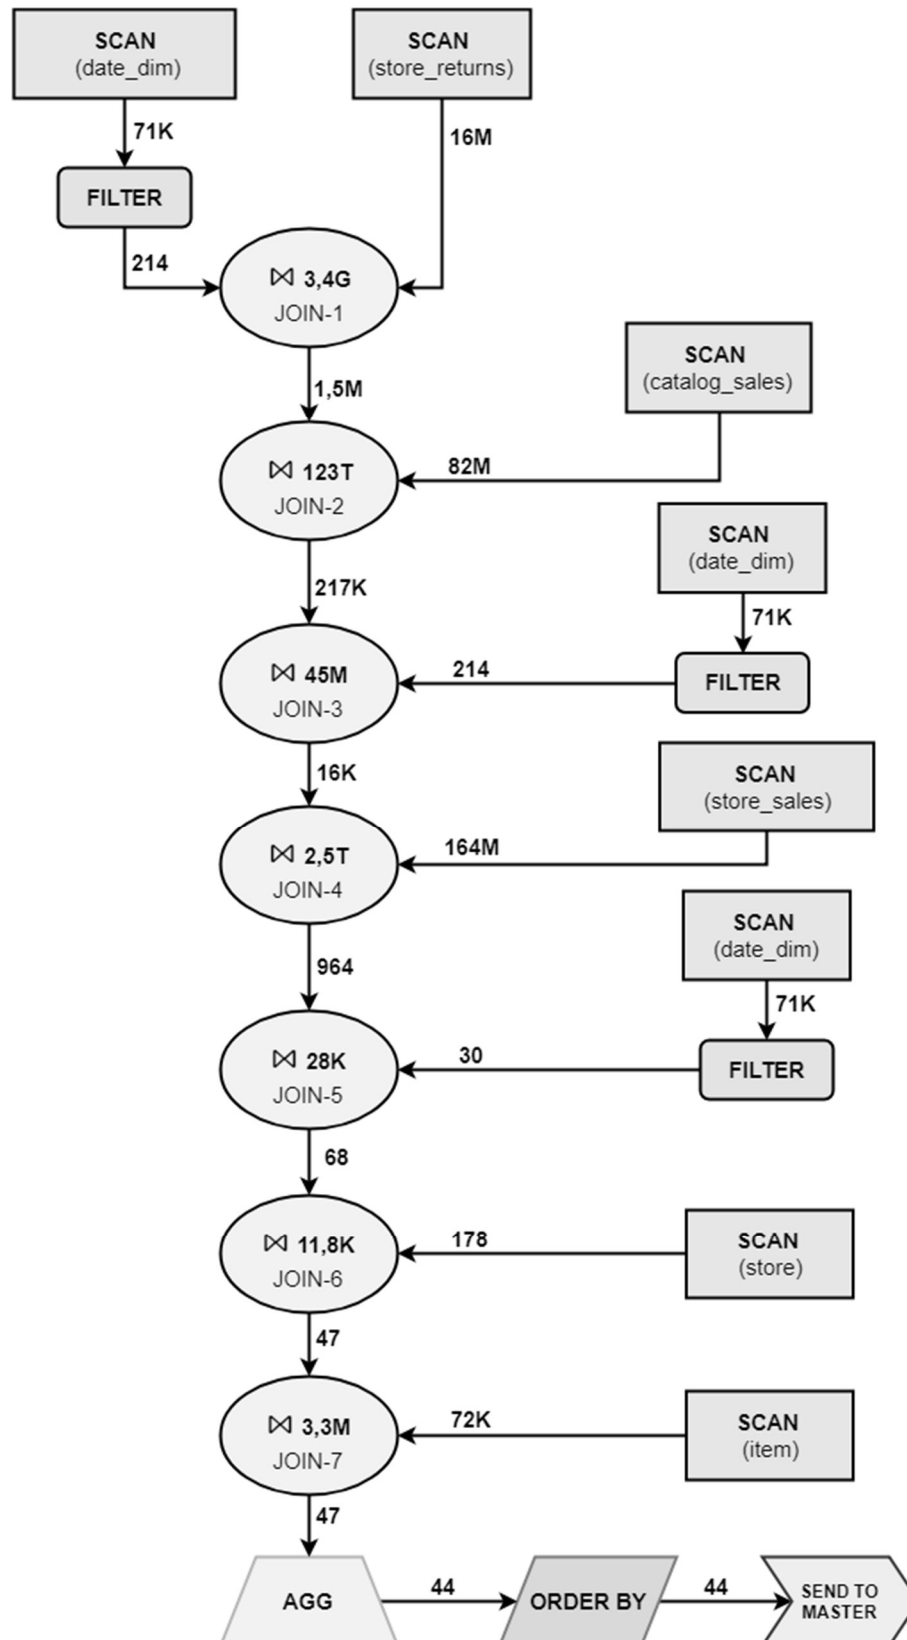 SCAN
(date_dim)
SCAN
(store_returns)
71K
16M
FILTER
214
⋈ 3,4G
JOIN-1
1,5M
SCAN
(catalog_sales)
⋈ 123T
JOIN-2
82M
217K
SCAN
(date_dim)
71K
⋈ 45M
JOIN-3
214
FILTER
16K
SCAN
(store_sales)
⋈ 2,5T
JOIN-4
164M
964
SCAN
(date_dim)
71K
⋈ 28K
JOIN-5
30
FILTER
68
⋈ 11,8K
JOIN-6
178
SCAN
(store)
47
⋈ 3,3M
JOIN-7
72K
SCAN
(item)
47
AGG
44
ORDER BY
44
SEND TO
MASTER